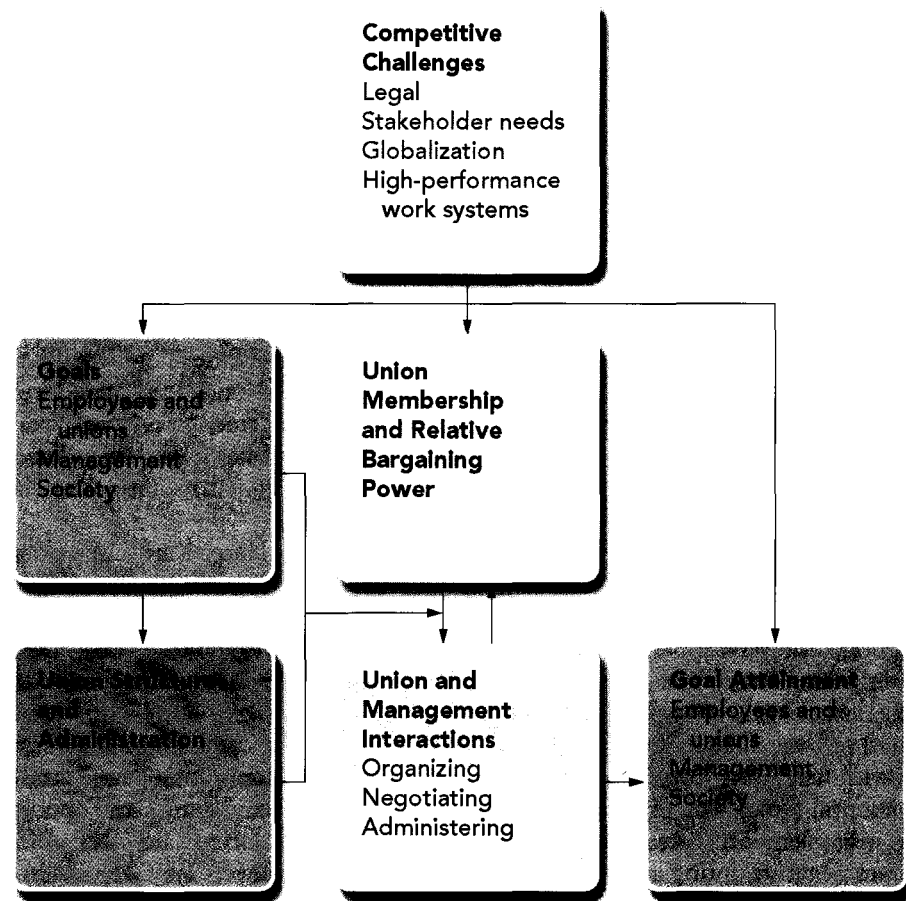 Competitive
Challenges
Legal
Stakeholder needs
Globalization
High-performance
work systems
Goals
Employees and
unions
Management
Society
Union
Membership
and Relative
Bargaining
Power
Union Structures
and
Administration
Union and
Management
Interactions
Organizing
Negotiating
Administering
Goal Attainment
Employees and
unions
Management
Society